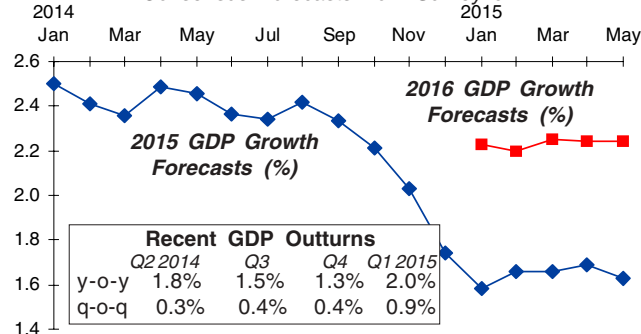 2014 2015
Jan Mar May Jul Sep Nov Jan Mar May
2.6
2.4
2.2
2.0
1.8
1.6
1.4
2016 GDP Growth
Forecasts (%)
2015 GDP Growth
Forecasts (%)
Recent GDP Outturns
Q2 2014 Q3 Q4 Q1 2015
y-o-y 1.8% 1.5% 1.3% 2.0%
q-o-q 0.3% 0.4% 0.4% 0.9%